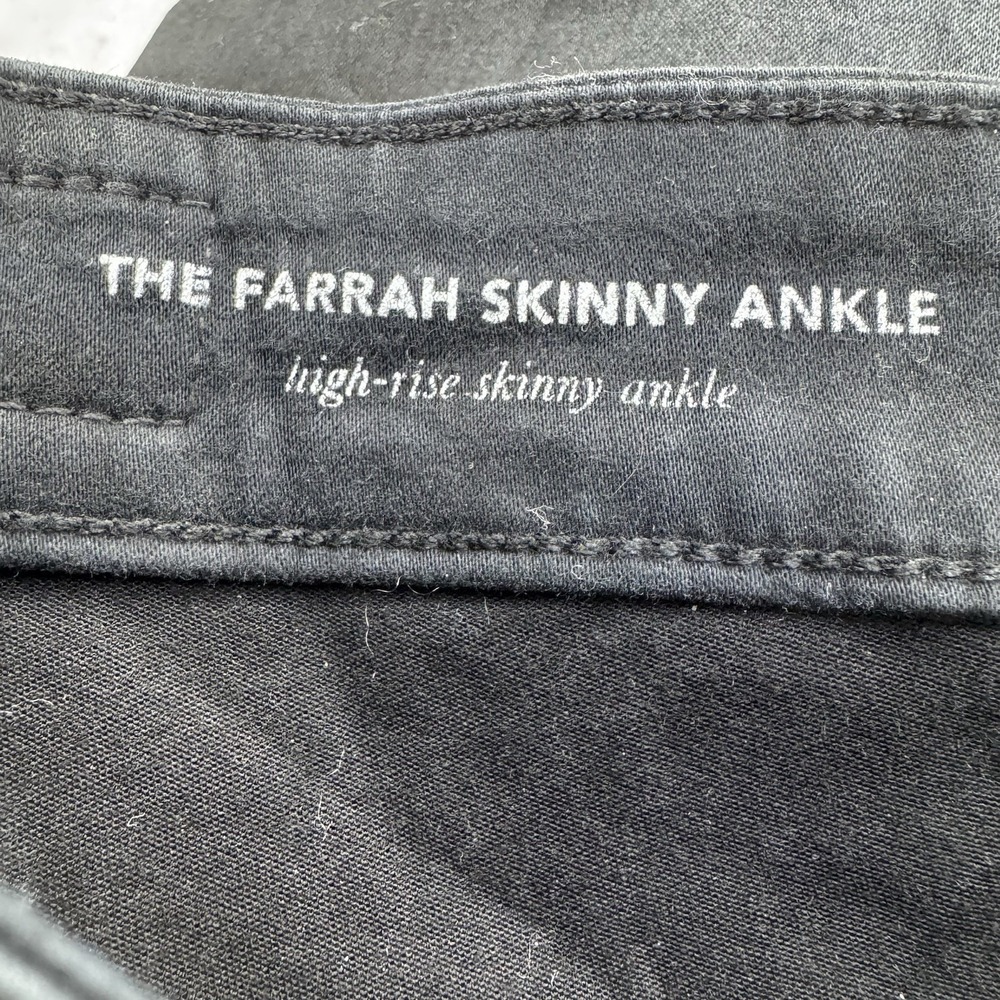 THE FARRAH SKINNY ANKLE
high-rise skinny ankle